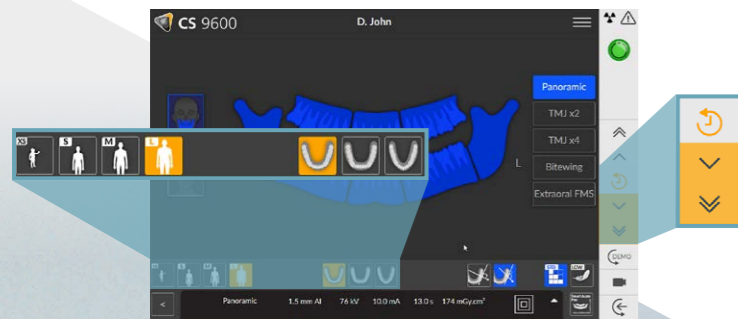 CS 9600
D. John
Panoramic
TMJ x2
TMJ x4
L
Bitewing
Extraoral FMS
XS
S
M
L
DEMO
Panoramic
1.5 mm Al
76 kV
10.0 mA
13.0 s
174 mGy.cm²